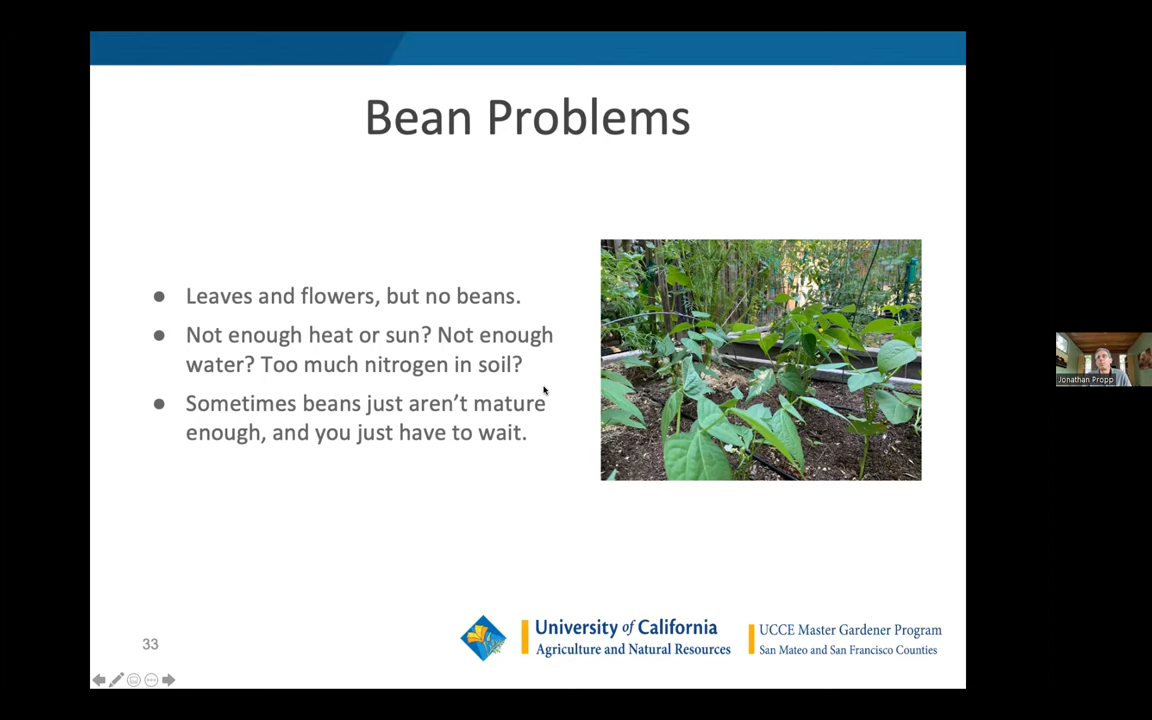 Bean Problems
● Leaves and flowers, but no beans.
● Not enough heat or sun? Not enough
water? Too much nitrogen in soil?
● Sometimes beans just aren’t mature
enough, and you just have to wait.
33
University of California
Agriculture and Natural Resources
UCCE Master Gardener Program
San Mateo and San Francisco Counties
Jonathan Propp